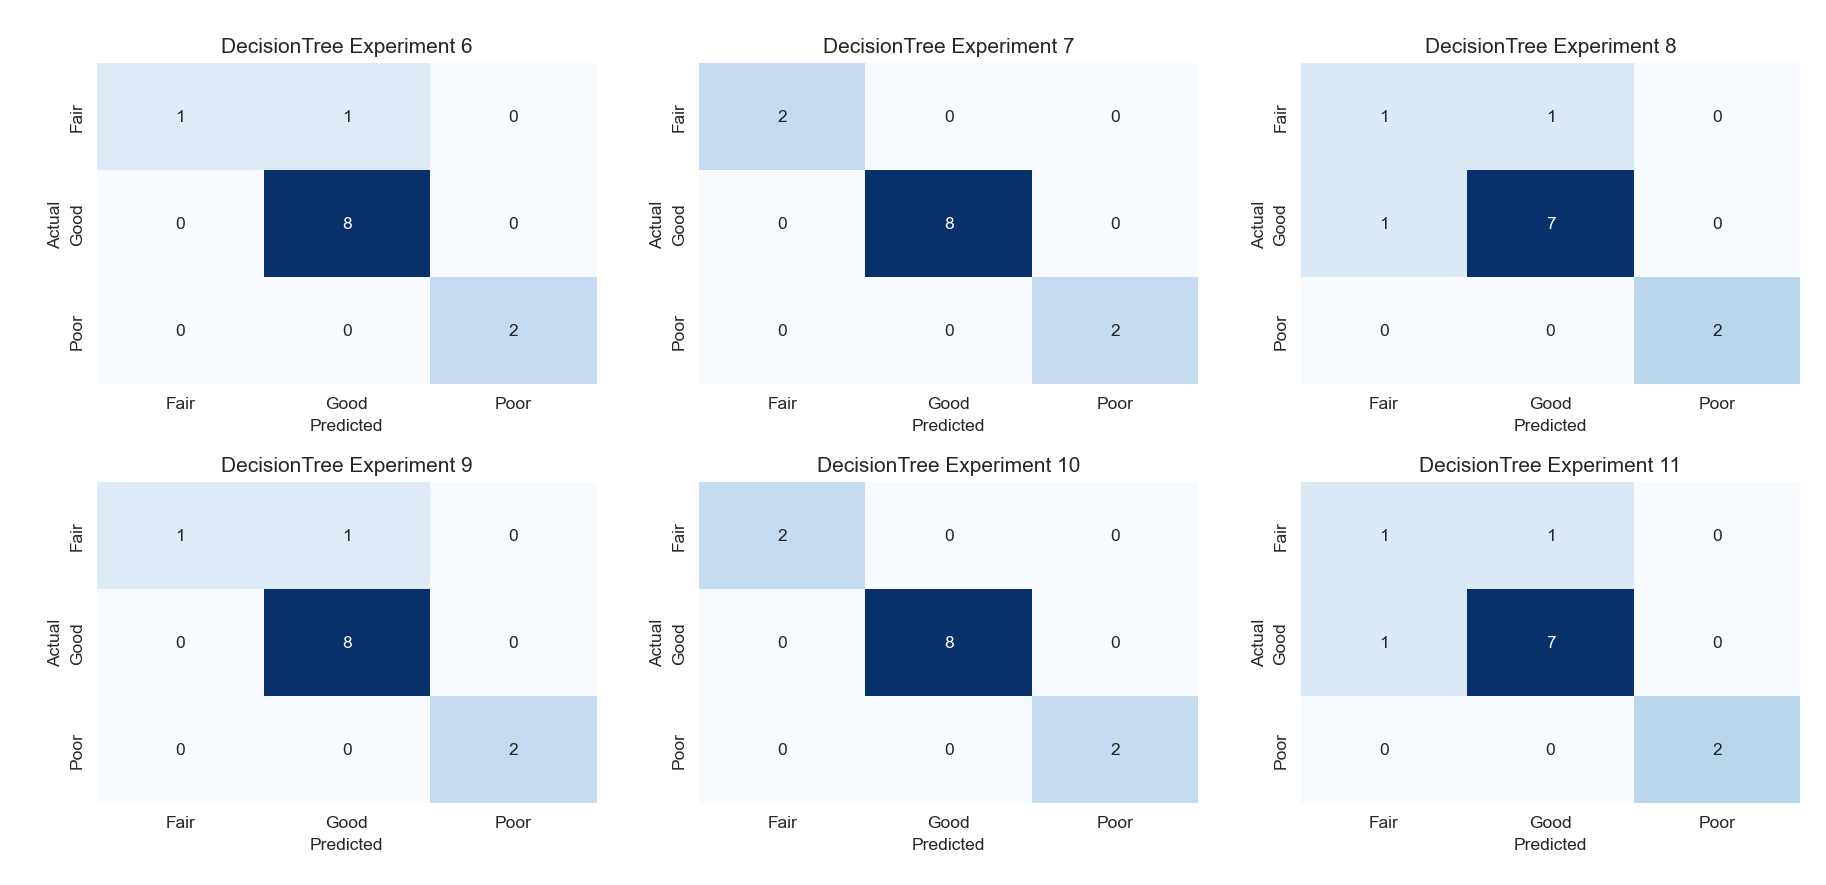 DecisionTree Experiment 6
Actual
Fair
1 1 0
Good
0 8 0
Poor
0 0 2
Fair Good Poor
Predicted
DecisionTree Experiment 7
Actual
Fair
2 0 0
Good
0 8 0
Poor
0 0 2
Fair Good Poor
Predicted
DecisionTree Experiment 8
Actual
Fair
1 1 0
Good
1 7 0
Poor
0 0 2
Fair Good Poor
Predicted
DecisionTree Experiment 9
Actual
Fair
1 1 0
Good
0 8 0
Poor
0 0 2
Fair Good Poor
Predicted
DecisionTree Experiment 10
Actual
Fair
2 0 0
Good
0 8 0
Poor
0 0 2
Fair Good Poor
Predicted
DecisionTree Experiment 11
Actual
Fair
1 1 0
Good
1 7 0
Poor
0 0 2
Fair Good Poor
Predicted